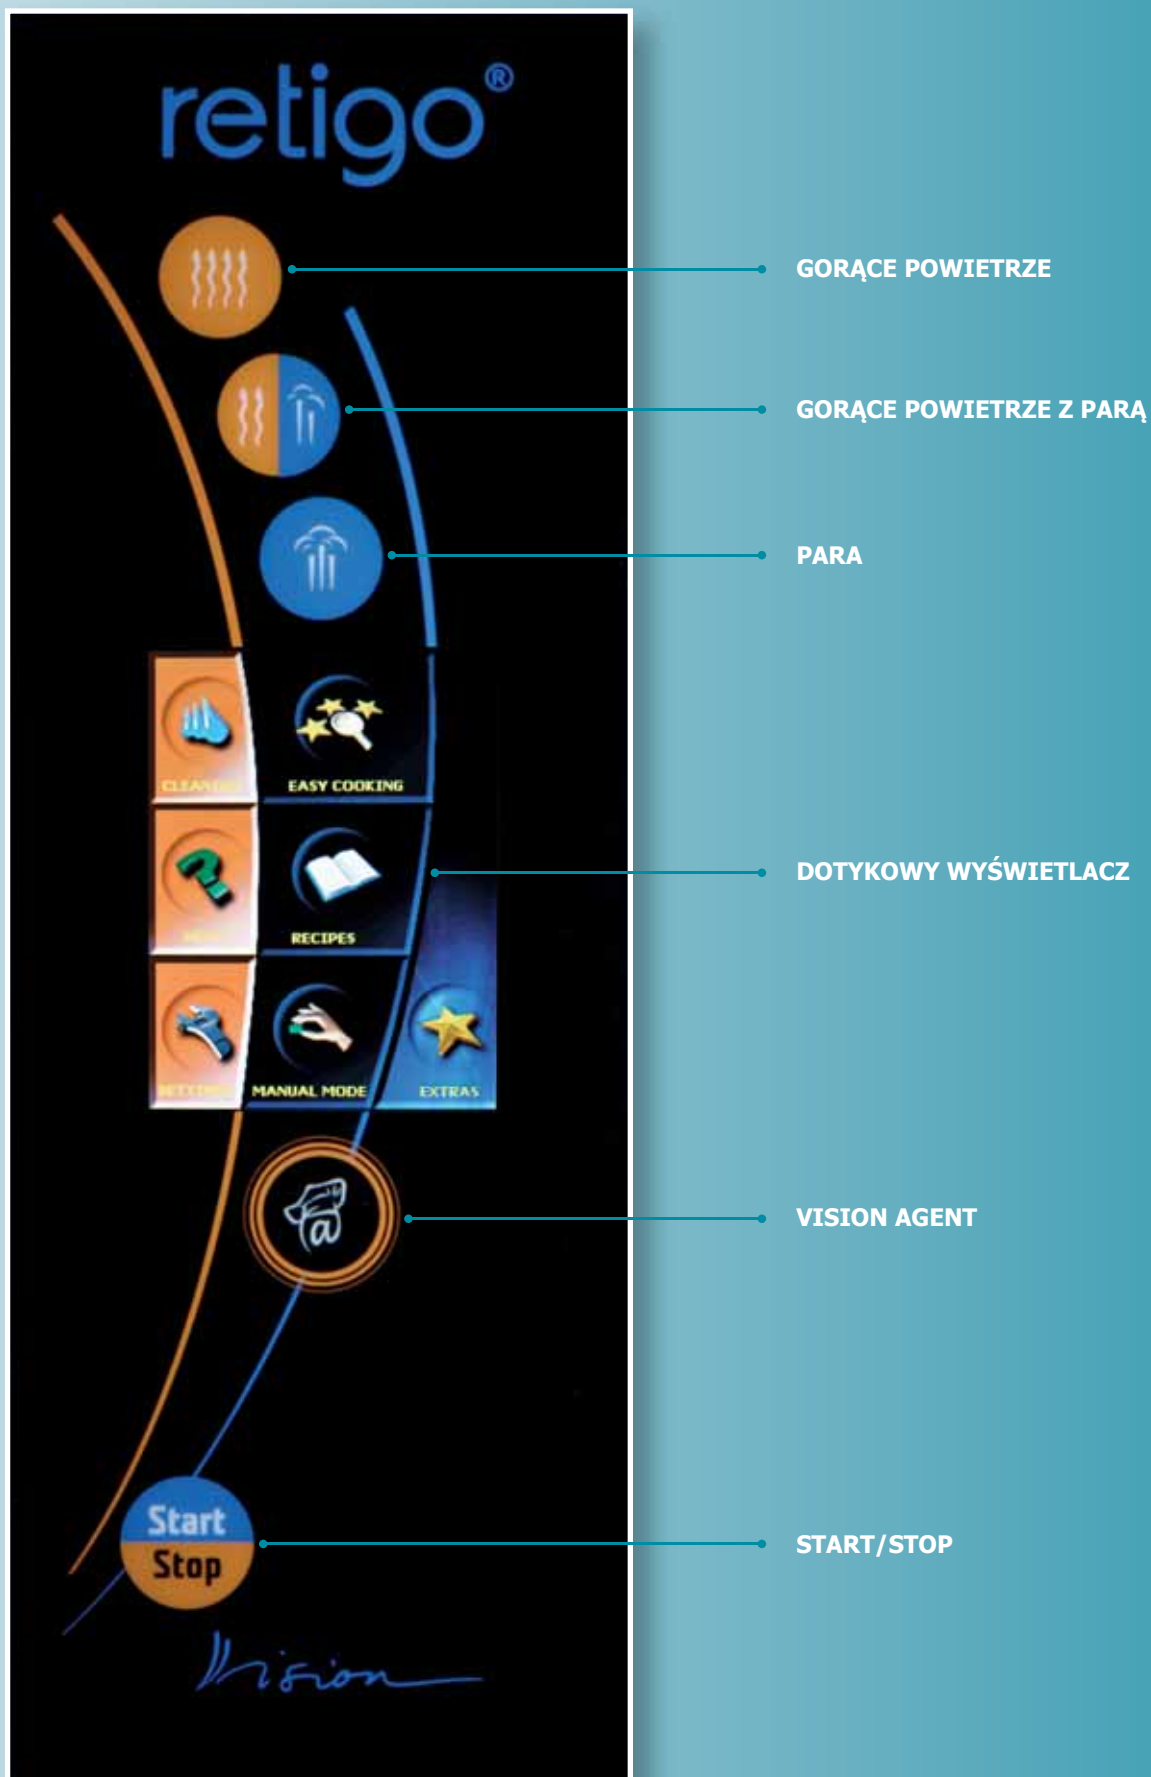 retigo®
GORĄCE POWIETRZE
GORĄCE POWIETRZE Z PARĄ
PARA
EASY COOKING
DOTYKOWY WYŚWIETLACZ
RECIPES
MANUAL MODE
EXTRAS
@
VISION AGENT
Start
Stop
START/STOP
Vision